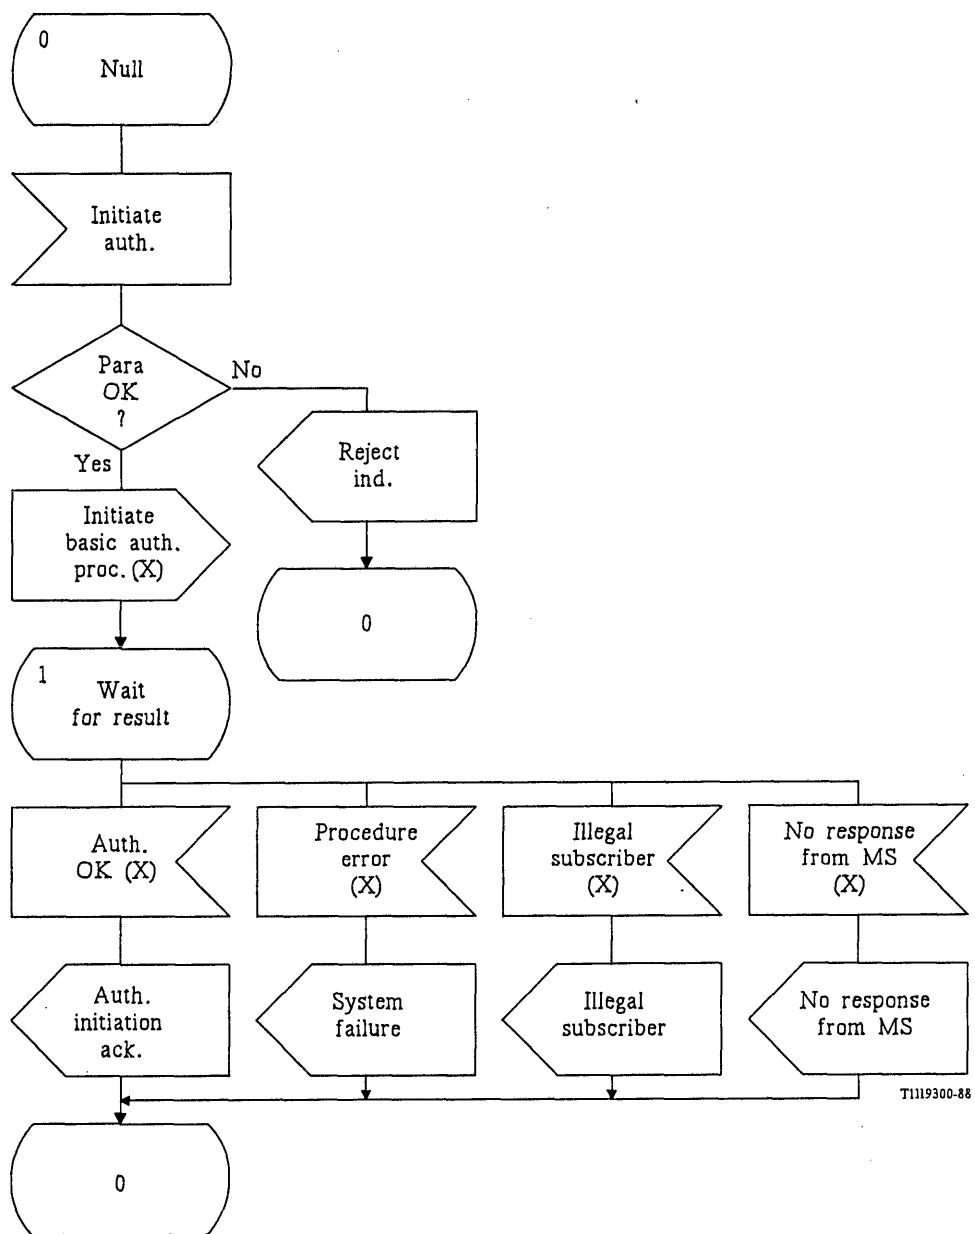 0
Null
Initiate
auth.
Para
OK
?
No
Yes
Reject
ind.
Initiate
basic auth.
proc. (X)
0
1
Wait
for result
Auth.
OK (X)
Procedure
error
(X)
Illegal
subscriber
(X)
No response
from MS
(X)
Auth.
initiation
ack.
System
failure
Illegal
subscriber
No response
from MS
T1119300-88
0